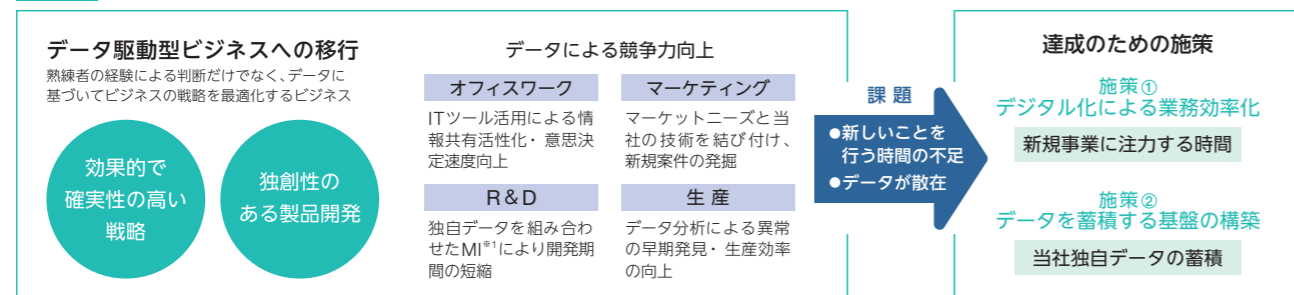 データ駆動型ビジネスへの移行
熟練者の経験による判断だけでなく、データに
基づいてビジネスの戦略を最適化するビジネス
効果的で
確実性の高い
戦略
独創性の
ある製品開発
データによる競争力向上
オフィスワーク
ITツール活用による情
報共有活性化・意思決
定速度向上
マーケティング
マーケットニーズと当
社の技術を結び付け、
新規案件の発掘
R&D
独自データを組み合わ
せたMI※1により開発期
間の短縮
生産
データ分析による異常
の早期発見・生産効率
の向上
課題
●新しいことを
行う時間の不足
●データが散在
達成のための施策
施策①
デジタル化による業務効率化
新規事業に注力する時間
施策②
データを蓄積する基盤の構築
当社独自データの蓄積